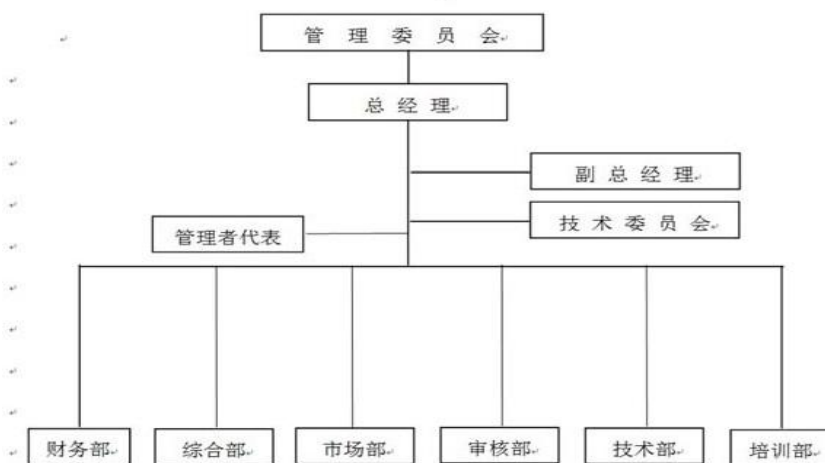 管理委员会
总经理
副总经理
技术委员会
管理者代表
财务部 综合部 市场部 审核部 技术部 培训部